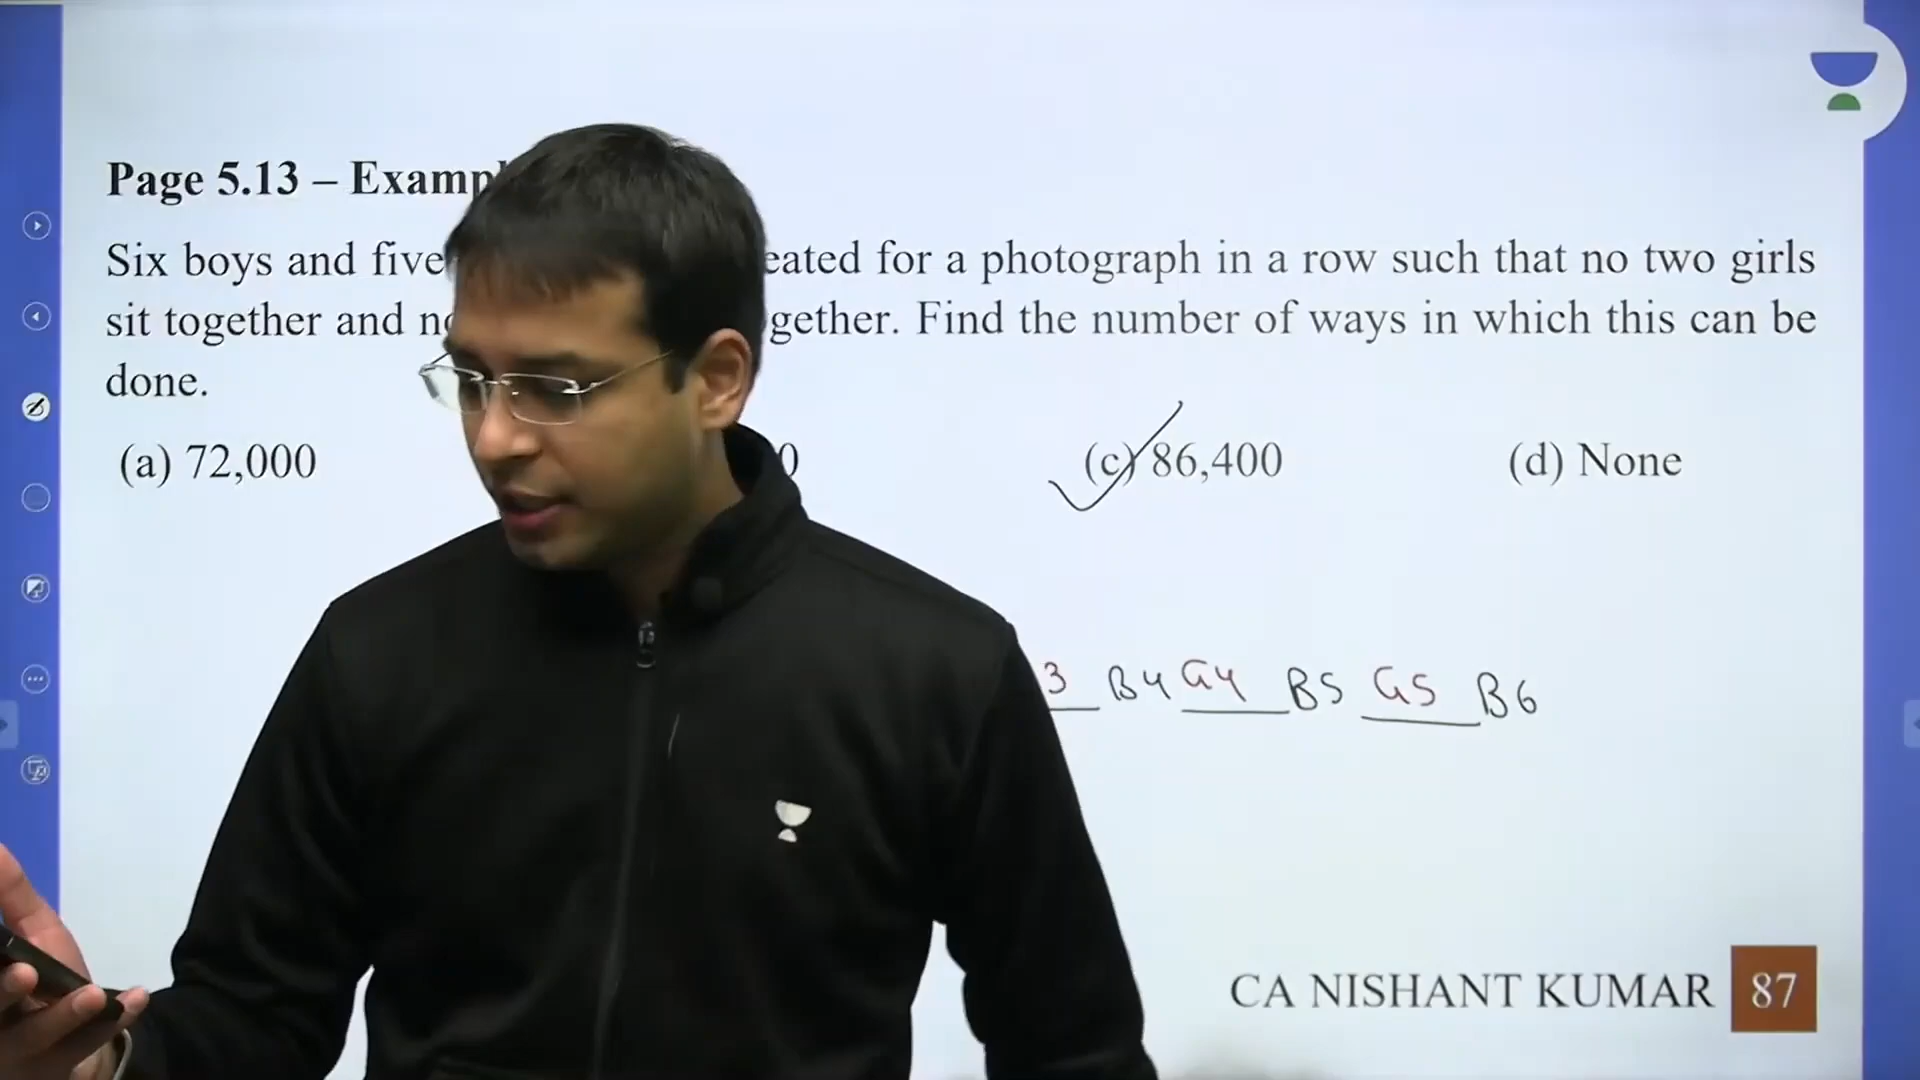 Page 5.13 – Examp
Six boys and five eated for a photograph in a row such that no two girls
sit together and no gether. Find the number of ways in which this can be
done.
(a) 72,000 0 (c) 86,400 (d) None
3 B4 G4 B5 G5 B6
CA NISHANT KUMAR 87